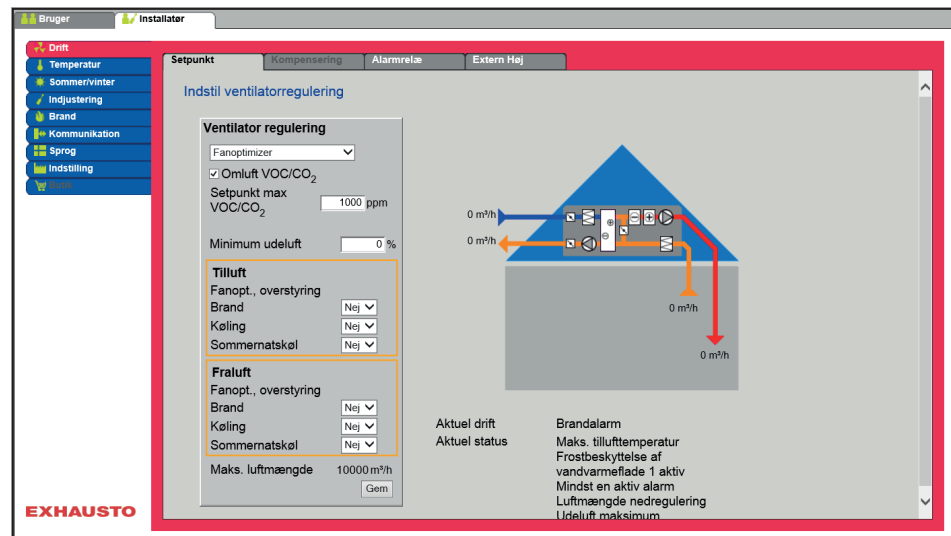 Bruger
Installatør
Drift
Temperatur
Sommer/vinter
Indjustering
Brand
Kommunikation
Sprog
Indstilling
Butik
EXHAUSTO
Setpunkt
Kompensering
Alarmrelæ
Extern Høj
Indstil ventilatorregulering
Ventilator regulering
Fanoptimizer
Omluft VOC/CO2
Setpunkt max
VOC/CO2
1000 ppm
Minimum udeluft
0 %
Tilluft
Fanopt., overstyring
Brand Nej
Køling Nej
Sommernatskøl Nej
Fraluft
Fanopt., overstyring
Brand Nej
Køling Nej
Sommernatskøl Nej
Maks. luftmængde 10000 m³/h
Gem
0 m³/h
0 m³/h
0 m³/h
0 m³/h
Aktuel drift Brandalarm
Aktuel status Maks. tillufttemperatur
Frostbeskyttelse af
vandvarmeflade 1 aktiv
Mindst en aktiv alarm
Luftmængde nedregulering
Udeluft maksimum